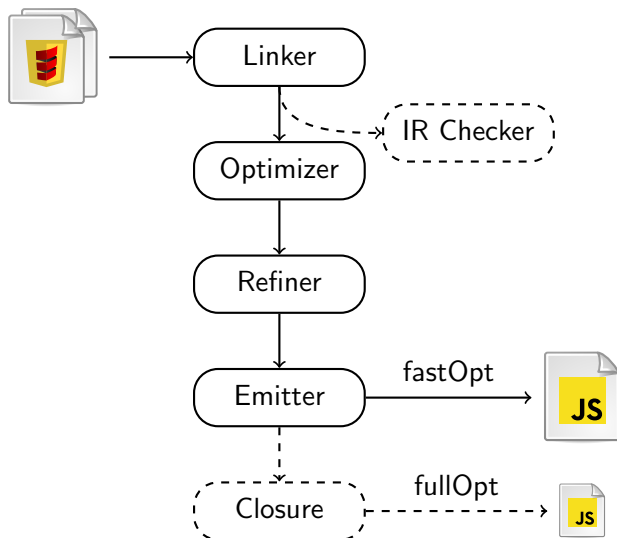 Linker
IR Checker
Optimizer
Refiner
fastOpt
Emitter
JS
fullOpt
Closure
JS